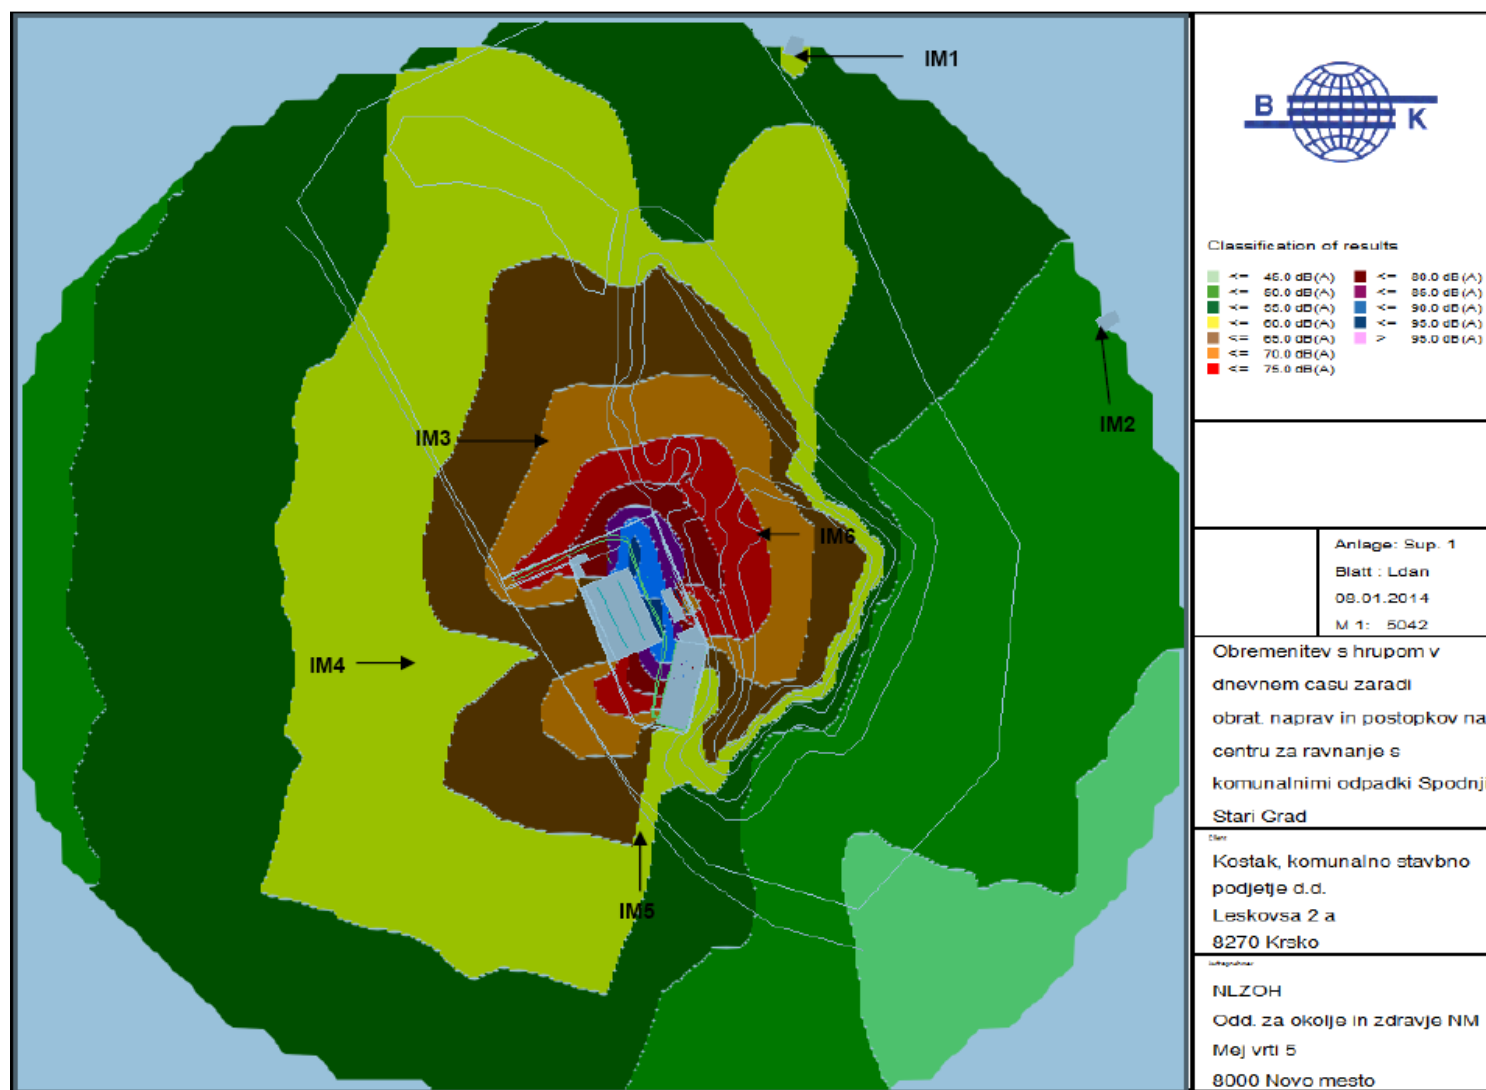 IM1
IM2
IM3
IM4
IM5
IM6
B K
Classification of results
<= 45.0 dB(A)
<= 50.0 dB(A)
<= 55.0 dB(A)
<= 60.0 dB(A)
<= 65.0 dB(A)
<= 70.0 dB(A)
<= 75.0 dB(A)
<= 80.0 dB(A)
<= 85.0 dB(A)
<= 90.0 dB(A)
<= 95.0 dB(A)
> 95.0 dB(A)
Anlage: Sup. 1
Blatt : Ldan
08.01.2014
M 1: 5042
Obremenitev s hrupom v
dnevnem casu zaradi
obrat. naprav in postopkov na
centru za ravnanje s
komunalnimi odpadki Spodnji
Stari Grad
Kostak, komunalno stavbno
podjetje d.d.
Leskovsa 2 a
8270 Krsko
NLZOH
Odd. za okolje in zdravje NM
Mej vrti 5
8000 Novo mesto